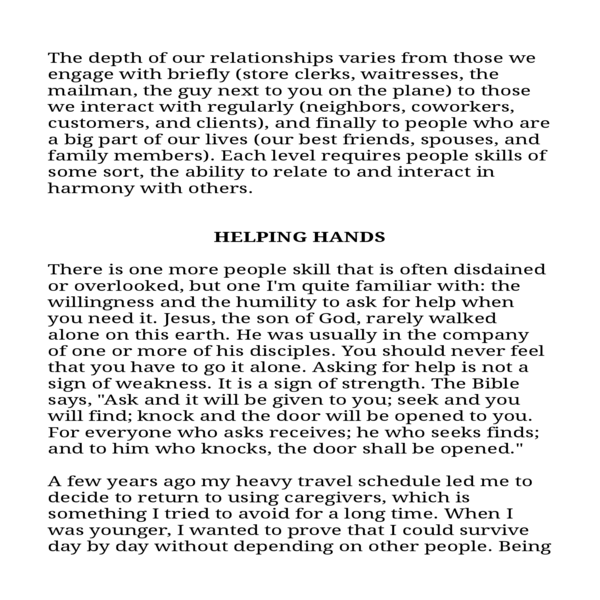 The depth of our relationships varies from those we
engage with briefly (store clerks, waitresses, the
mailman, the guy next to you on the plane) to those
we interact with regularly (neighbors, coworkers,
customers, and clients), and finally to people who are
a big part of our lives (our best friends, spouses, and
family members). Each level requires people skills of
some sort, the ability to relate to and interact in
harmony with others.
HELPING HANDS
There is one more people skill that is often disdained
or overlooked, but one I'm quite familiar with: the
willingness and the humility to ask for help when
you need it. Jesus, the son of God, rarely walked
alone on this earth. He was usually in the company
of one or more of his disciples. You should never feel
that you have to go it alone. Asking for help is not a
sign of weakness. It is a sign of strength. The Bible
says, "Ask and it will be given to you; seek and you
will find; knock and the door will be opened to you.
For everyone who asks receives; he who seeks finds;
and to him who knocks, the door shall be opened."
A few years ago my heavy travel schedule led me to
decide to return to using caregivers, which is
something I tried to avoid for a long time. When I
was younger, I wanted to prove that I could survive
day by day without depending on other people. Being